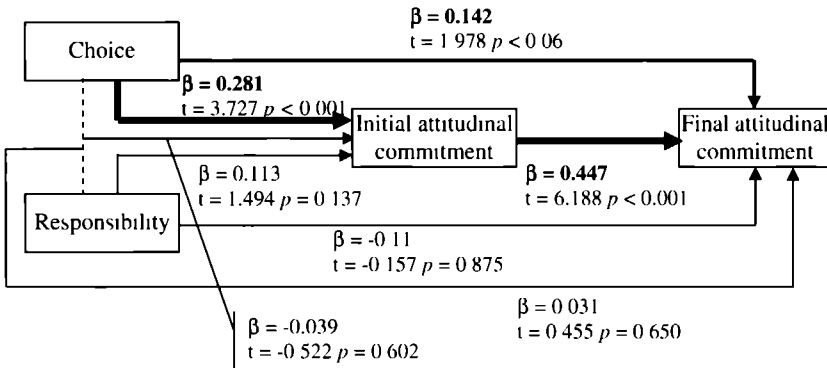 β = 0.142
t = 1 978 p < 0 06
Choice
β = 0.281
t = 3.727 p < 0 001
Initial attitudinal
commitment
Final attitudinal
commitment
β = 0.113
t = 1.494 p = 0 137
β = 0.447
t = 6.188 p < 0.001
Responsibility
β = -0 11
t = -0 157 p = 0 875
β = 0 031
t = 0 455 p = 0 650
β = -0.039
t = -0 522 p = 0 602